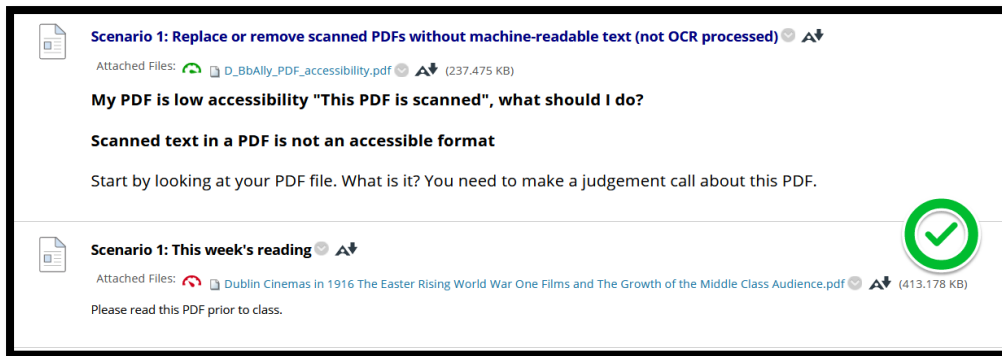 Scenario 1: Replace or remove scanned PDFs without machine-readable text (not OCR processed)
Attached Files: D_BbAlly_PDF_accessibility.pdf (237.475 KB)
My PDF is low accessibility "This PDF is scanned", what should I do?
Scanned text in a PDF is not an accessible format
Start by looking at your PDF file. What is it? You need to make a judgement call about this PDF.
Scenario 1: This week's reading
Attached Files: Dublin Cinemas in 1916 The Easter Rising World War One Films and The Growth of the Middle Class Audience.pdf (413.178 KB)
Please read this PDF prior to class.